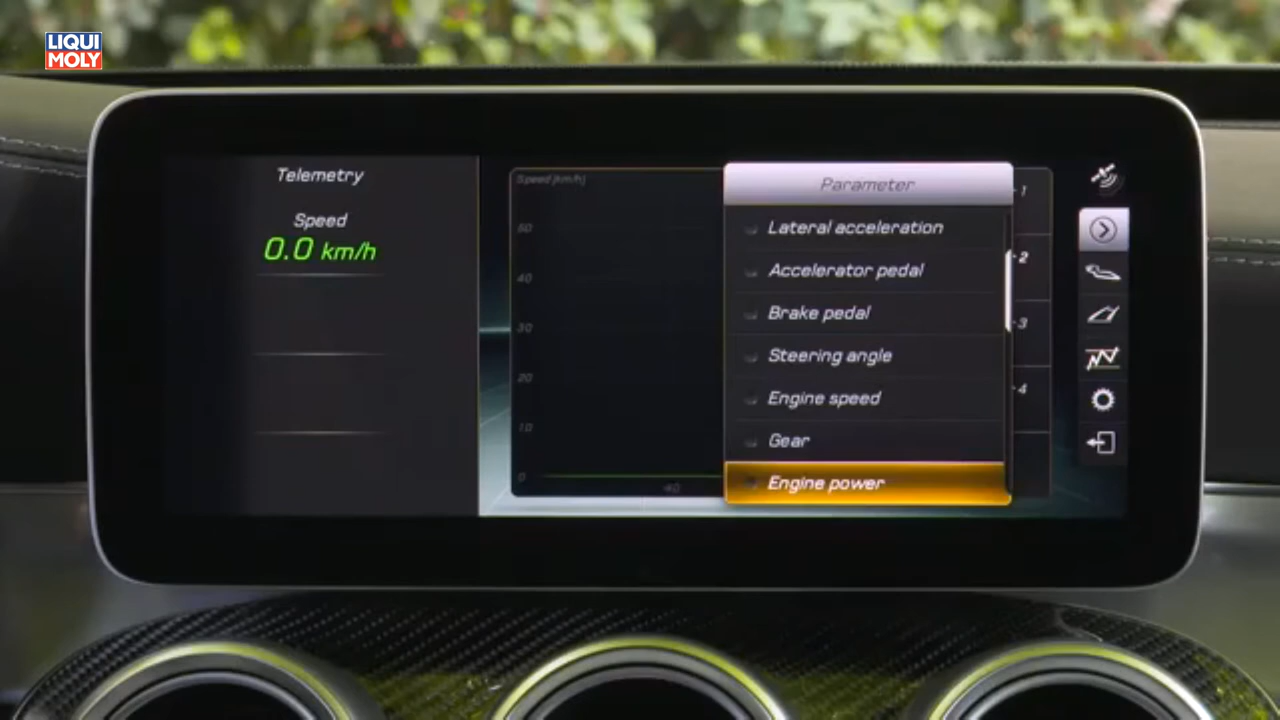 LIQUI
MOLY
Telemetry
Speed
0.0 km/h
Speed [km/h]
50
40
30
20
10
0
-40
Parameter
Lateral acceleration
Accelerator pedal
Brake pedal
Steering angle
Engine speed
Gear
Engine power
1
2
3
4